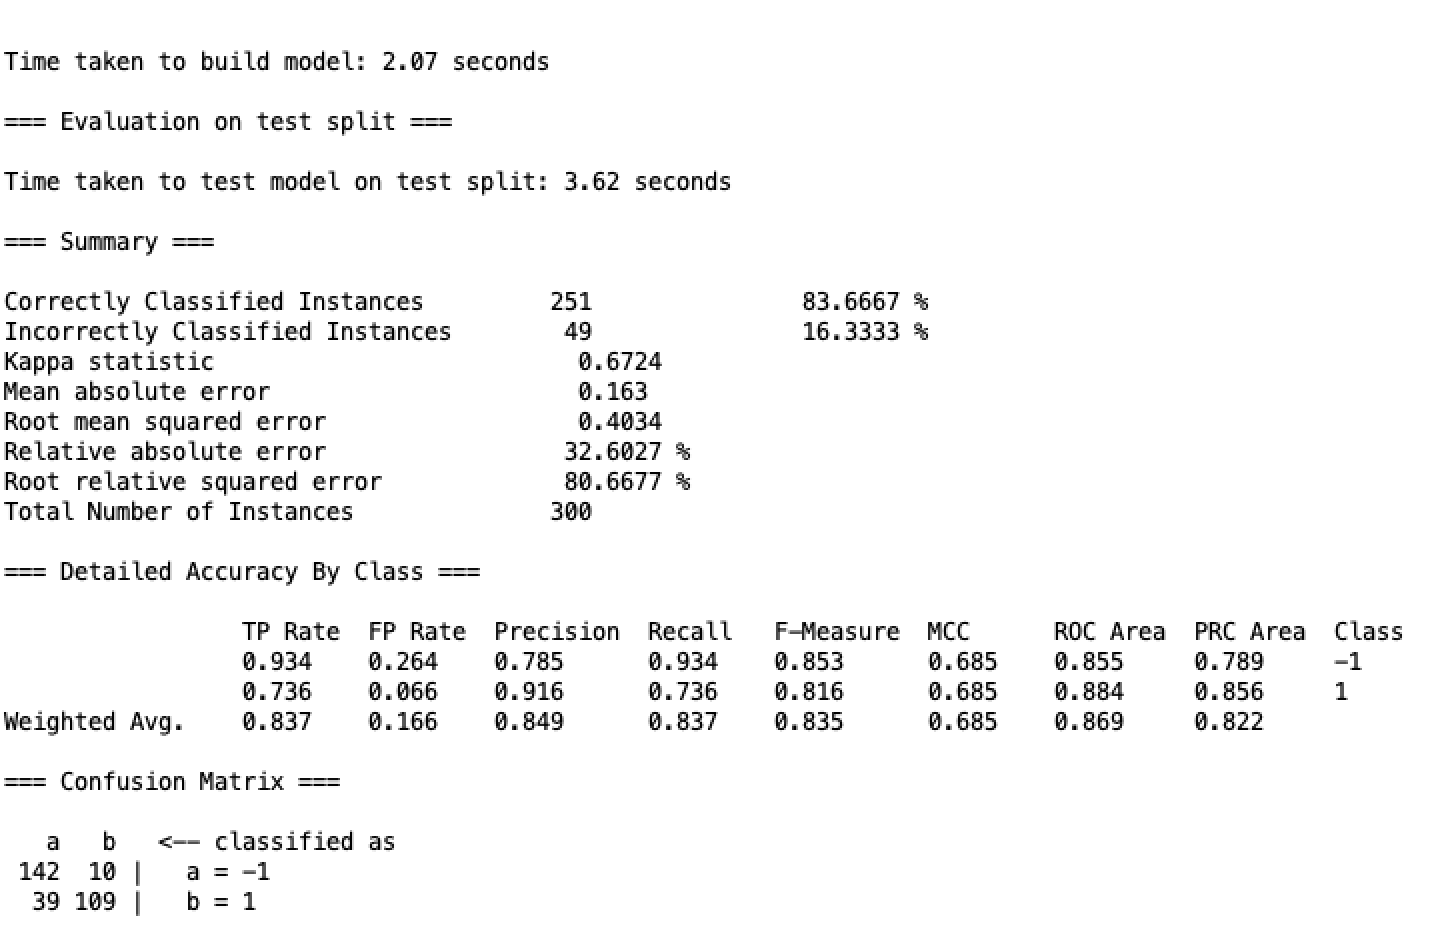 Time taken to build model: 2.07 seconds
=== Evaluation on test split ===
Time taken to test model on test split: 3.62 seconds
=== Summary ===
Correctly Classified Instances         251               83.6667 %
Incorrectly Classified Instances        49               16.3333 %
Kappa statistic                          0.6724
Mean absolute error                      0.163
Root mean squared error                  0.4034
Relative absolute error                 32.6027 %
Root relative squared error             80.6677 %
Total Number of Instances              300
=== Detailed Accuracy By Class ===
                 TP Rate  FP Rate  Precision  Recall   F-Measure  MCC      ROC Area  PRC Area  Class
                 0.934    0.264    0.785      0.934    0.853      0.685    0.855     0.789     -1
                 0.736    0.066    0.916      0.736    0.816      0.685    0.884     0.856     1
Weighted Avg.    0.837    0.166    0.849      0.837    0.835      0.685    0.869     0.822
=== Confusion Matrix ===
   a   b   <-- classified as
 142  10 |   a = -1
  39 109 |   b = 1